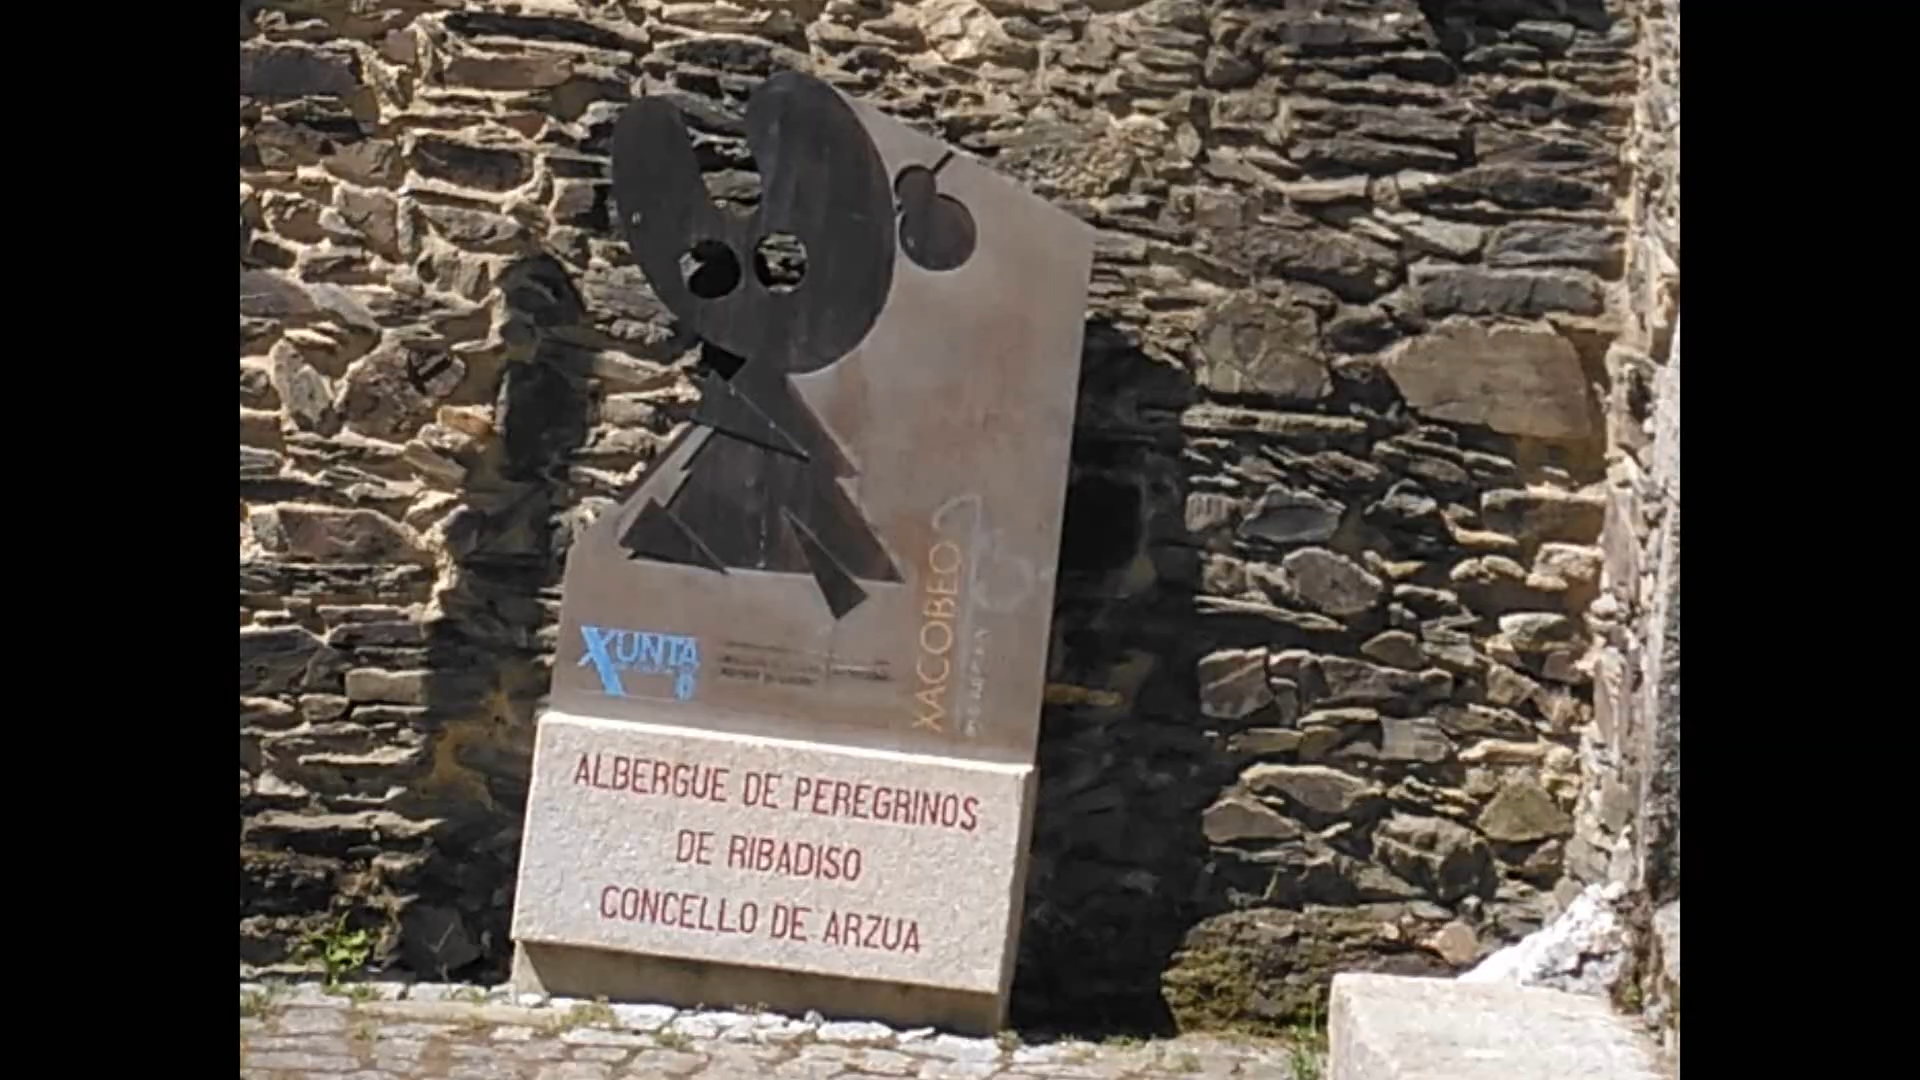 XUNTA
XACOBEO
ALBERGUE DE PEREGRINOS
DE RIBADISO
CONCELLO DE ARZUA